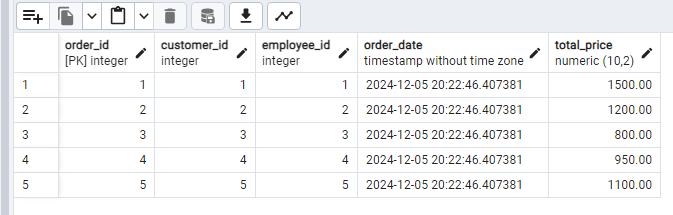 order_id customer_id employee_id order_date total_price
[PK] integer integer integer timestamp without time zone numeric (10,2)
1 1 1 1 2024-12-05 20:22:46.407381 1500.00
2 2 2 2 2024-12-05 20:22:46.407381 1200.00
3 3 3 3 2024-12-05 20:22:46.407381 800.00
4 4 4 4 2024-12-05 20:22:46.407381 950.00
5 5 5 5 2024-12-05 20:22:46.407381 1100.00